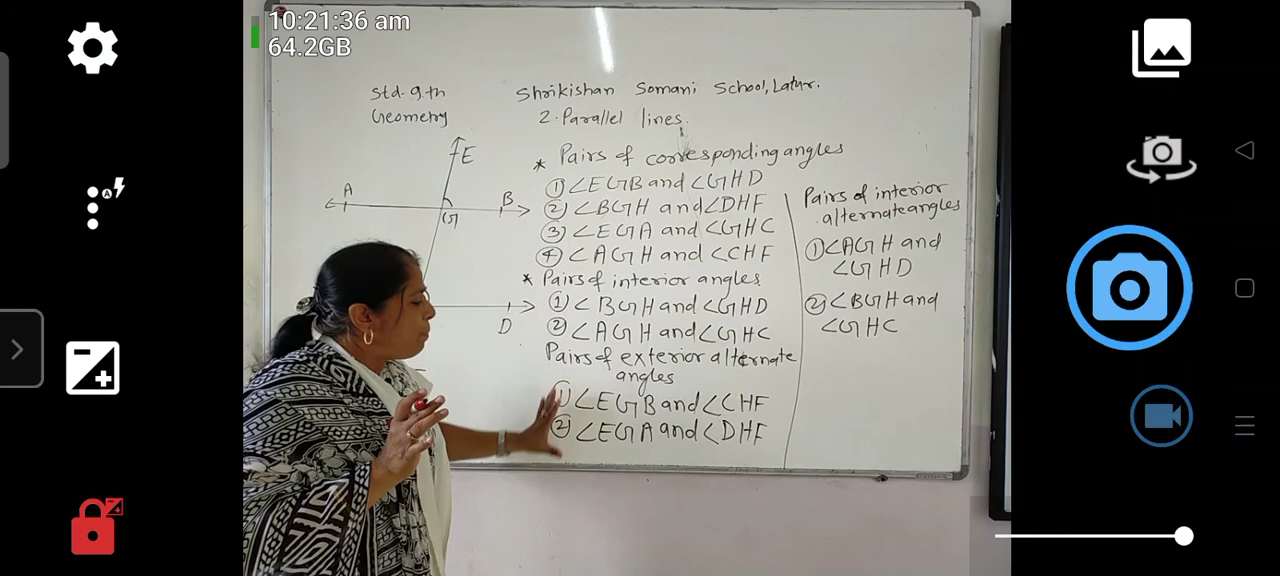 10:21:36 am
64.2GB
Std-9th
Geometry
Shrikishan Somani School, Latur.
2. Parallel lines.
E
A
B
G
D
* Pairs of corresponding angles
① ∠EGB and ∠GHD
② ∠BGH and ∠DHF
③ ∠EGA and ∠GHC
④ ∠AGH and ∠CHF
* Pairs of interior angles
① ∠BGH and ∠GHD
② ∠AGH and ∠GHC
Pairs of exterior alternate
angles
① ∠EGB and ∠CHF
② ∠EGA and ∠DHF
Pairs of interior
alternate angles
① ∠AGH and
∠GHD
② ∠BGH and
∠GHC